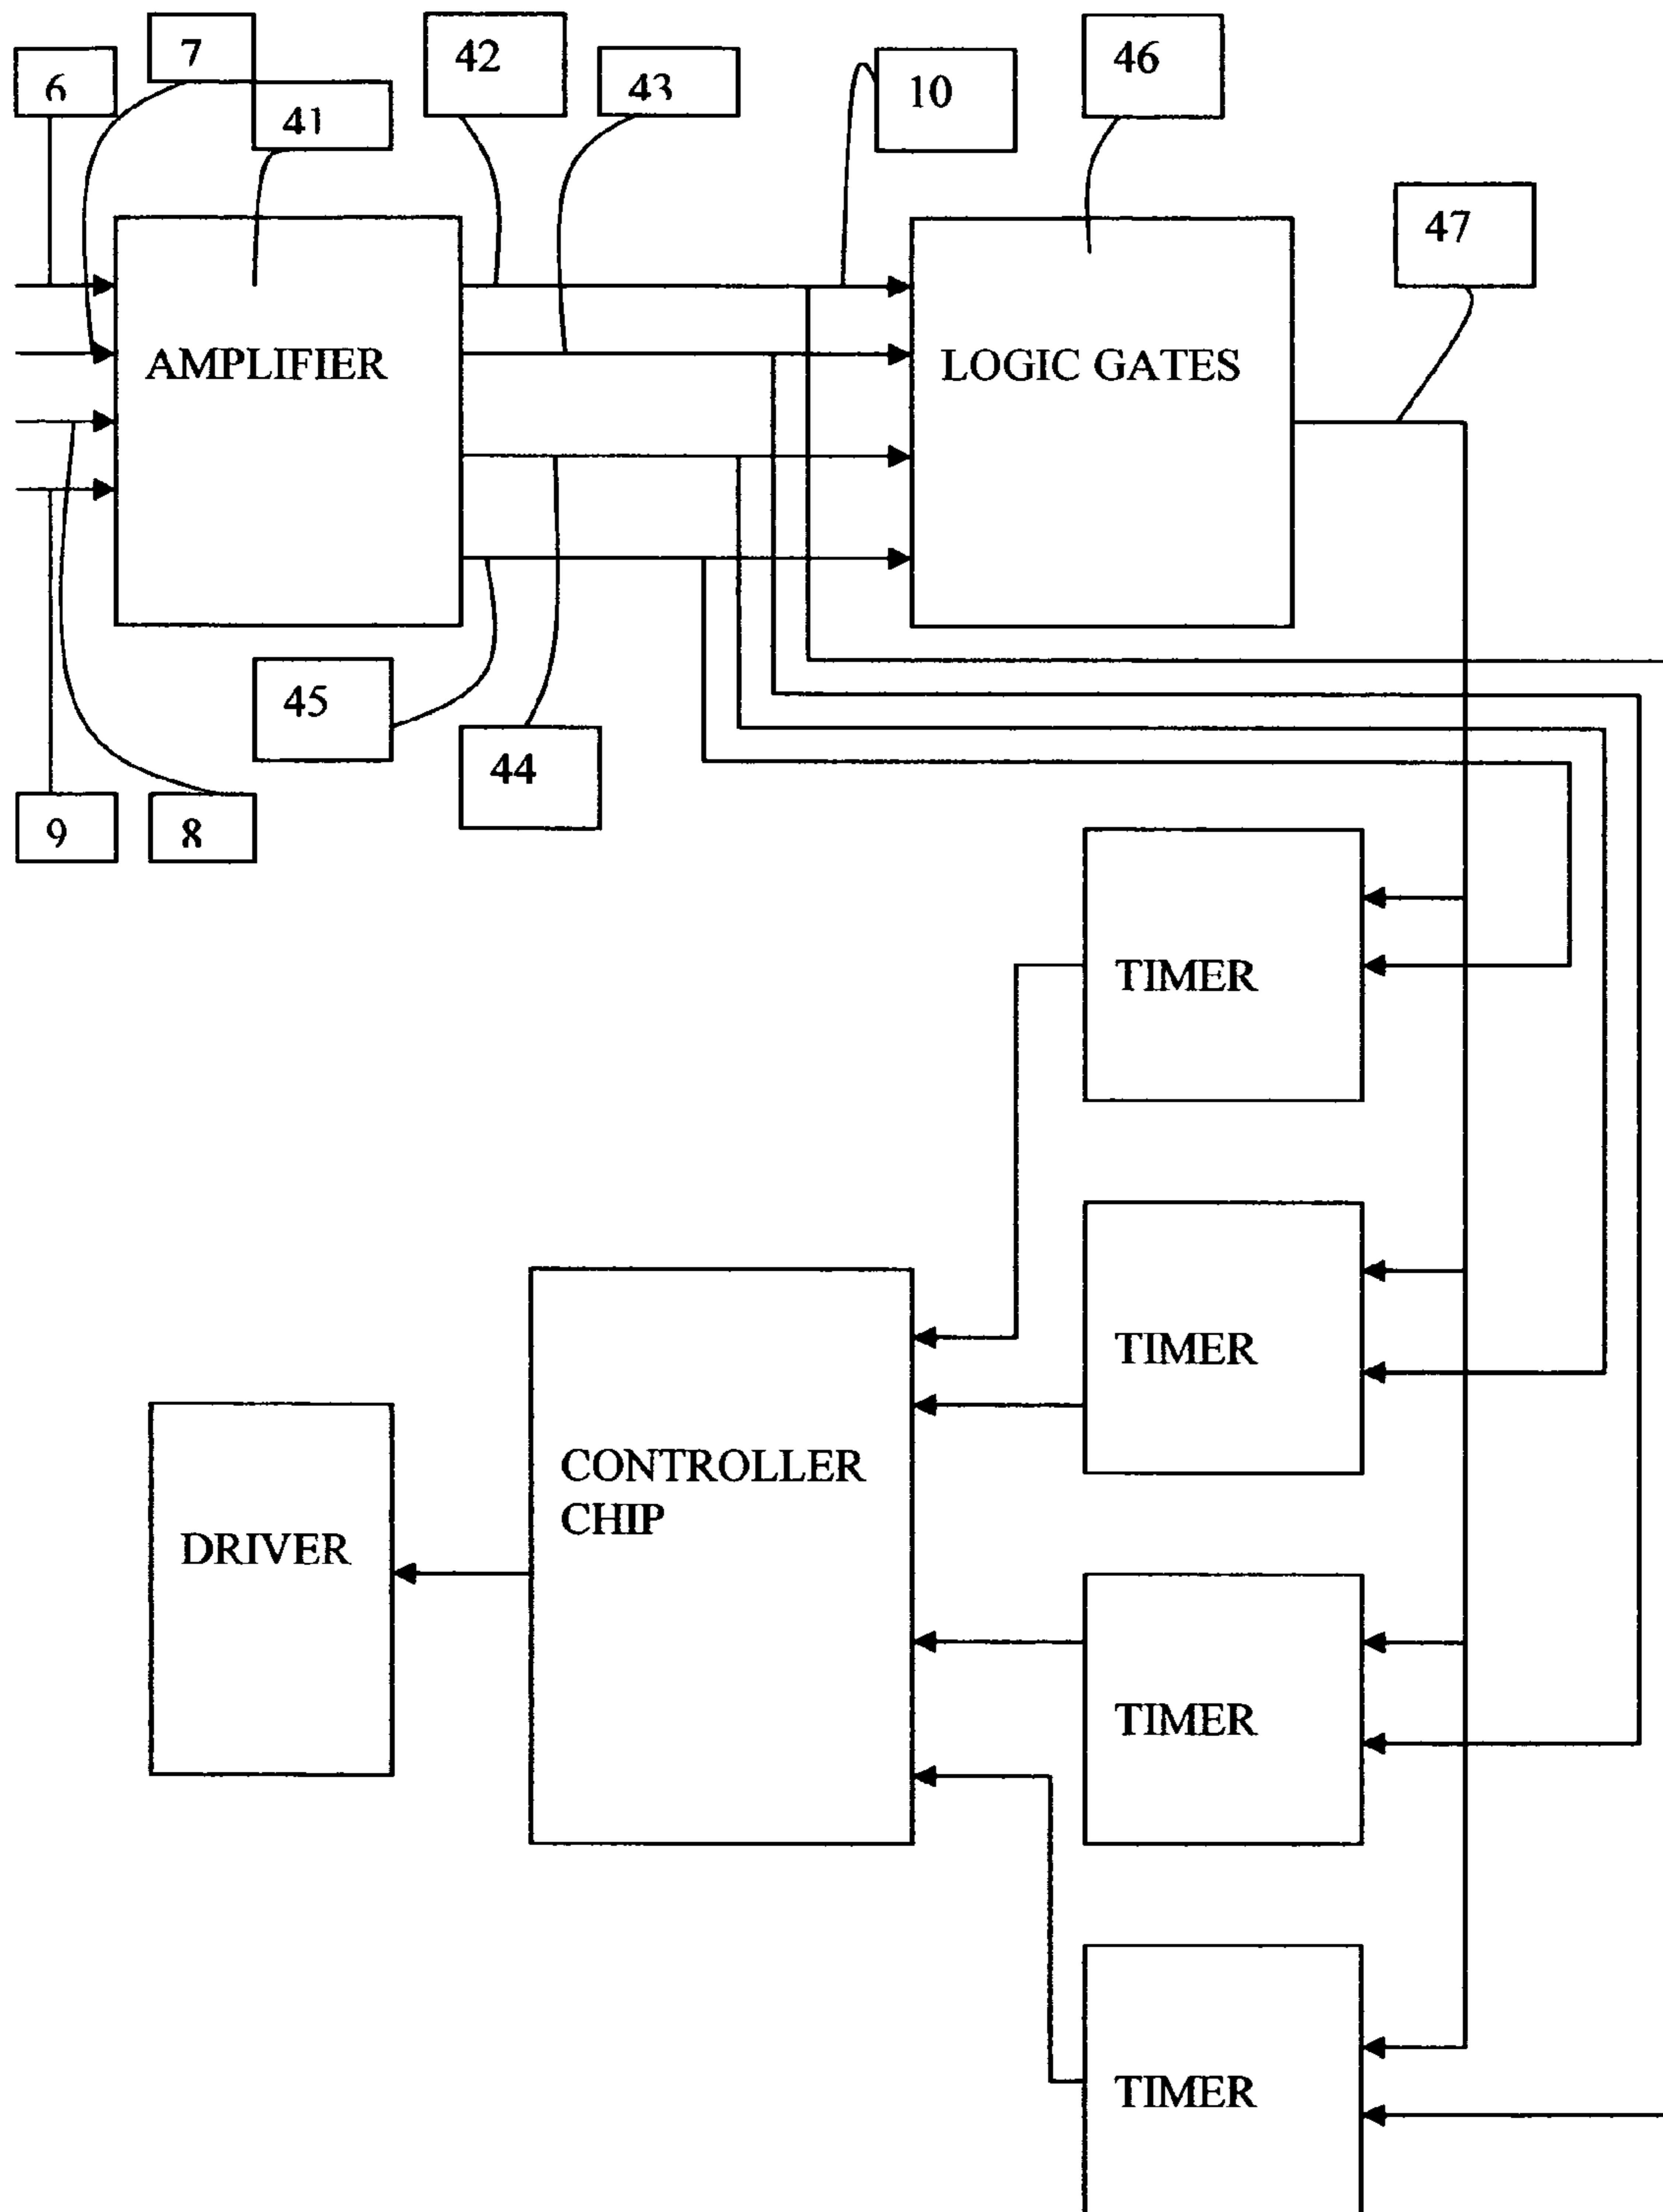 7
42
46
6
43
10
41
47
AMPLIFIER
LOGIC GATES
45
44
9
8
TIMER
TIMER
CONTROLLER
CHIP
DRIVER
TIMER
TIMER